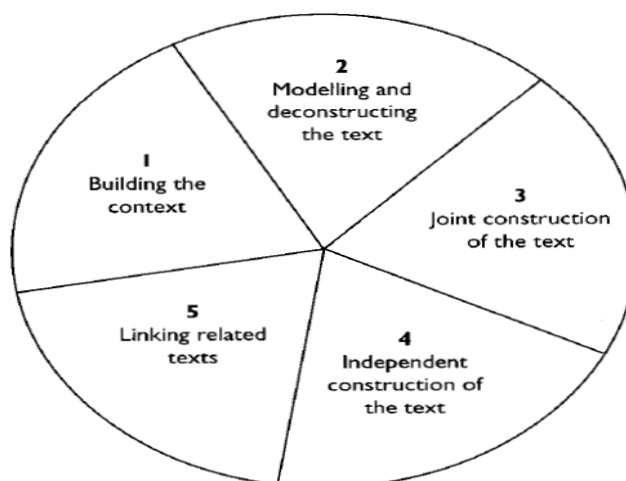 1
Building the
context
2
Modelling and
deconstructing
the text
3
Joint construction
of the text
4
Independent
construction of
the text
5
Linking related
texts